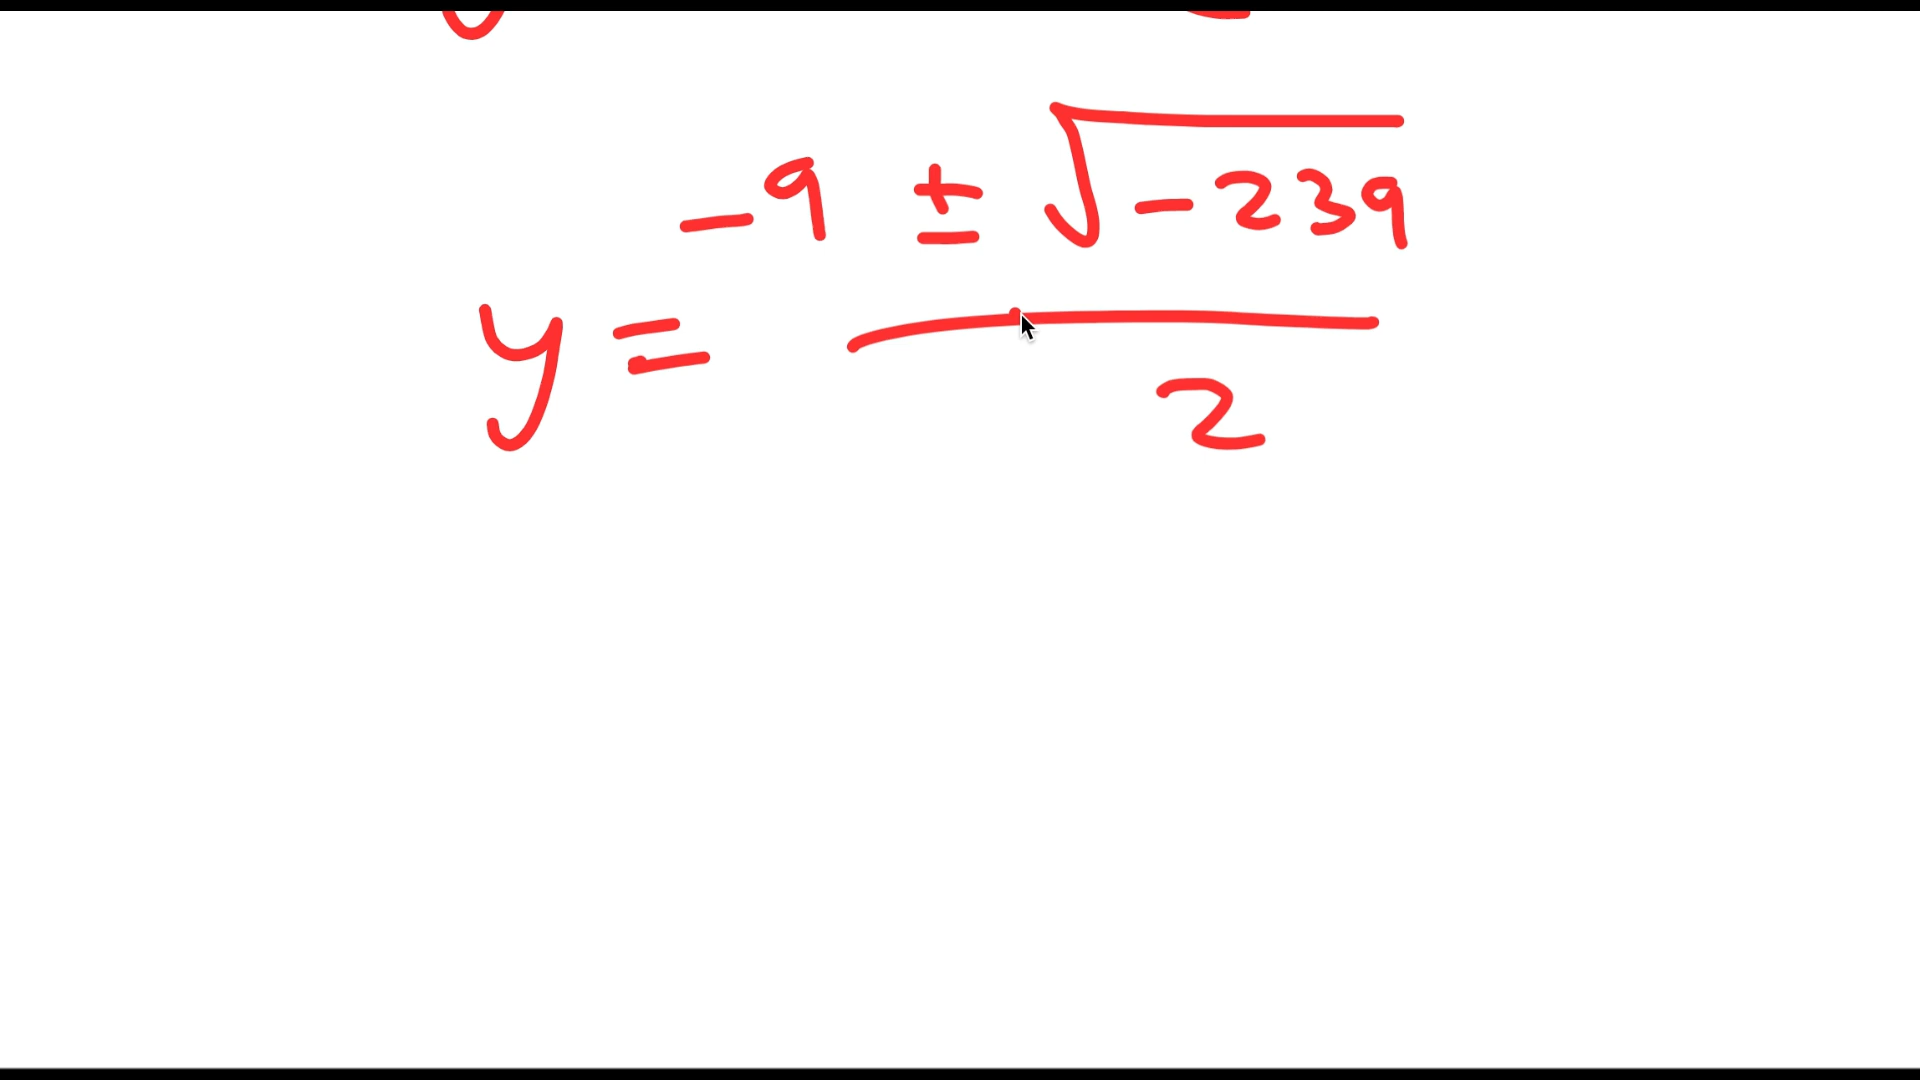 y = (-9 ± √-239) / 2